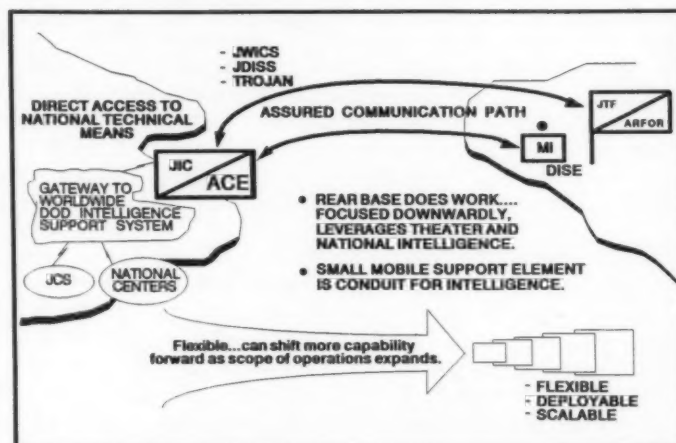 - JWICS
- JDISS
- TROJAN
DIRECT ACCESS TO
NATIONAL TECHNICAL
MEANS
ASSURED COMMUNICATION PATH
JTF
ARFOR
MI
DISE
JIC
ACE
GATEWAY TO
WORLDWIDE
DOD INTELLIGENCE
SUPPORT SYSTEM
JCS
NATIONAL
CENTERS
• REAR BASE DOES WORK....
FOCUSED DOWNWARDLY,
LEVERAGES THEATER AND
NATIONAL INTELLIGENCE.
• SMALL MOBILE SUPPORT ELEMENT
IS CONDUIT FOR INTELLIGENCE.
Flexible...can shift more capability
forward as scope of operations expands.
- FLEXIBLE
- DEPLOYABLE
- SCALABLE